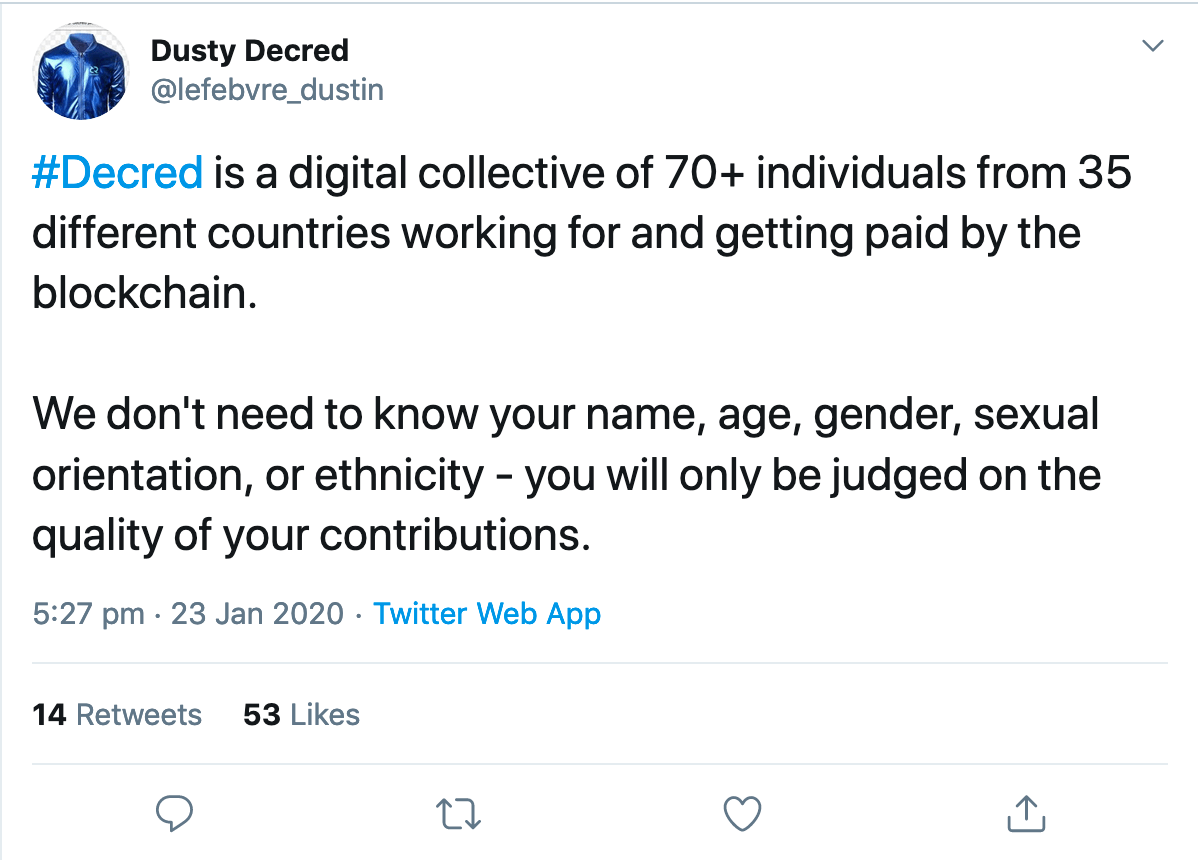 Dusty Decred
@lefebvre_dustin
#Decred is a digital collective of 70+ individuals from 35
different countries working for and getting paid by the
blockchain.
We don't need to know your name, age, gender, sexual
orientation, or ethnicity - you will only be judged on the
quality of your contributions.
5:27 pm · 23 Jan 2020 · Twitter Web App
14 Retweets 53 Likes